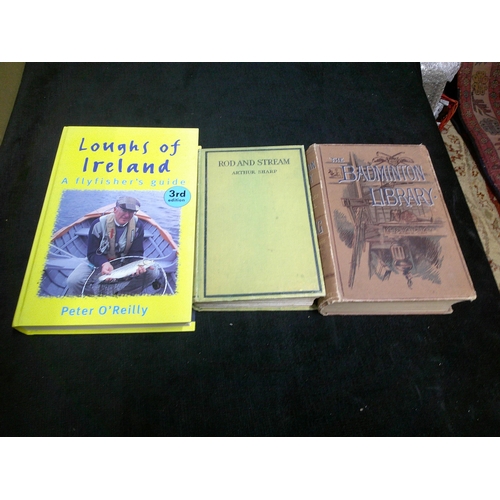 Loughs of
Ireland
A flyfisher's guide
3rd
edition
Peter O'Reilly
ROD AND STREAM
ARTHUR SHARP
THE
BADMINTON
LIBRARY